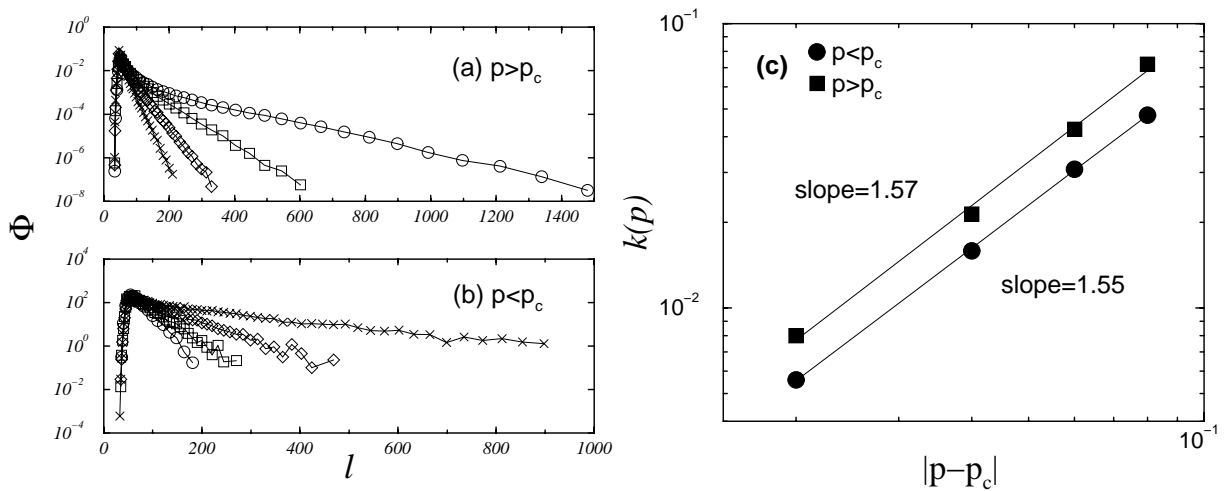 10^0
10^-2
10^-4
10^-6
10^-8
(a) p>p_c
0 200 400 600 800 1000 1200 1400
Φ
10^4
10^2
10^0
10^-2
10^-4
(b) p<p_c
0 200 400 600 800 1000
l
10^-1
10^-2
k(p)
(c)
p<p_c
p>p_c
slope=1.57
slope=1.55
10^-1
|p−p_c|